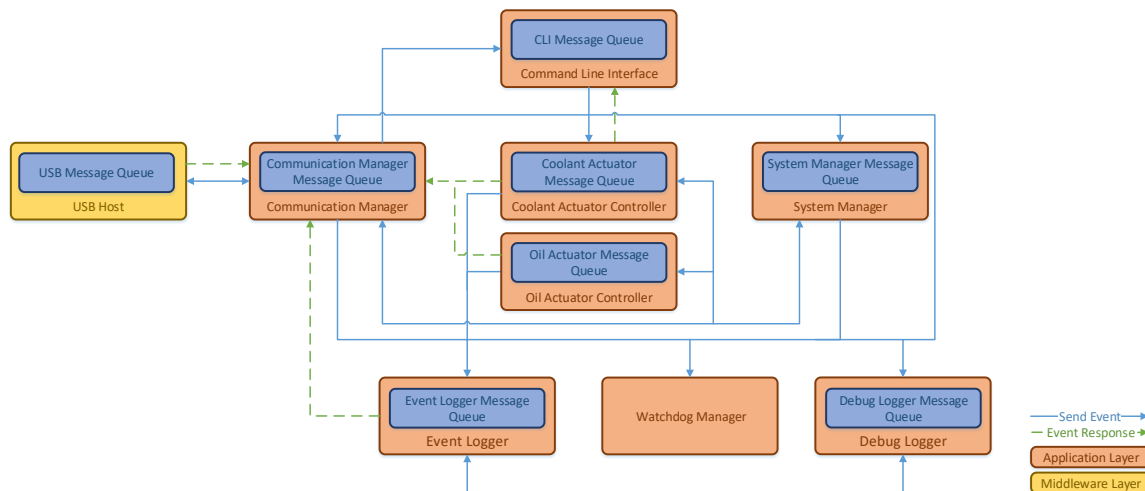 CLI Message Queue
Command Line Interface
USB Message Queue
USB Host
Communication Manager
Message Queue
Communication Manager
Coolant Actuator
Message Queue
Coolant Actuator Controller
System Manager Message
Queue
System Manager
Oil Actuator Message
Queue
Oil Actuator Controller
Event Logger Message
Queue
Event Logger
Watchdog Manager
Debug Logger Message
Queue
Debug Logger
Send Event
Event Response
Application Layer
Middleware Layer